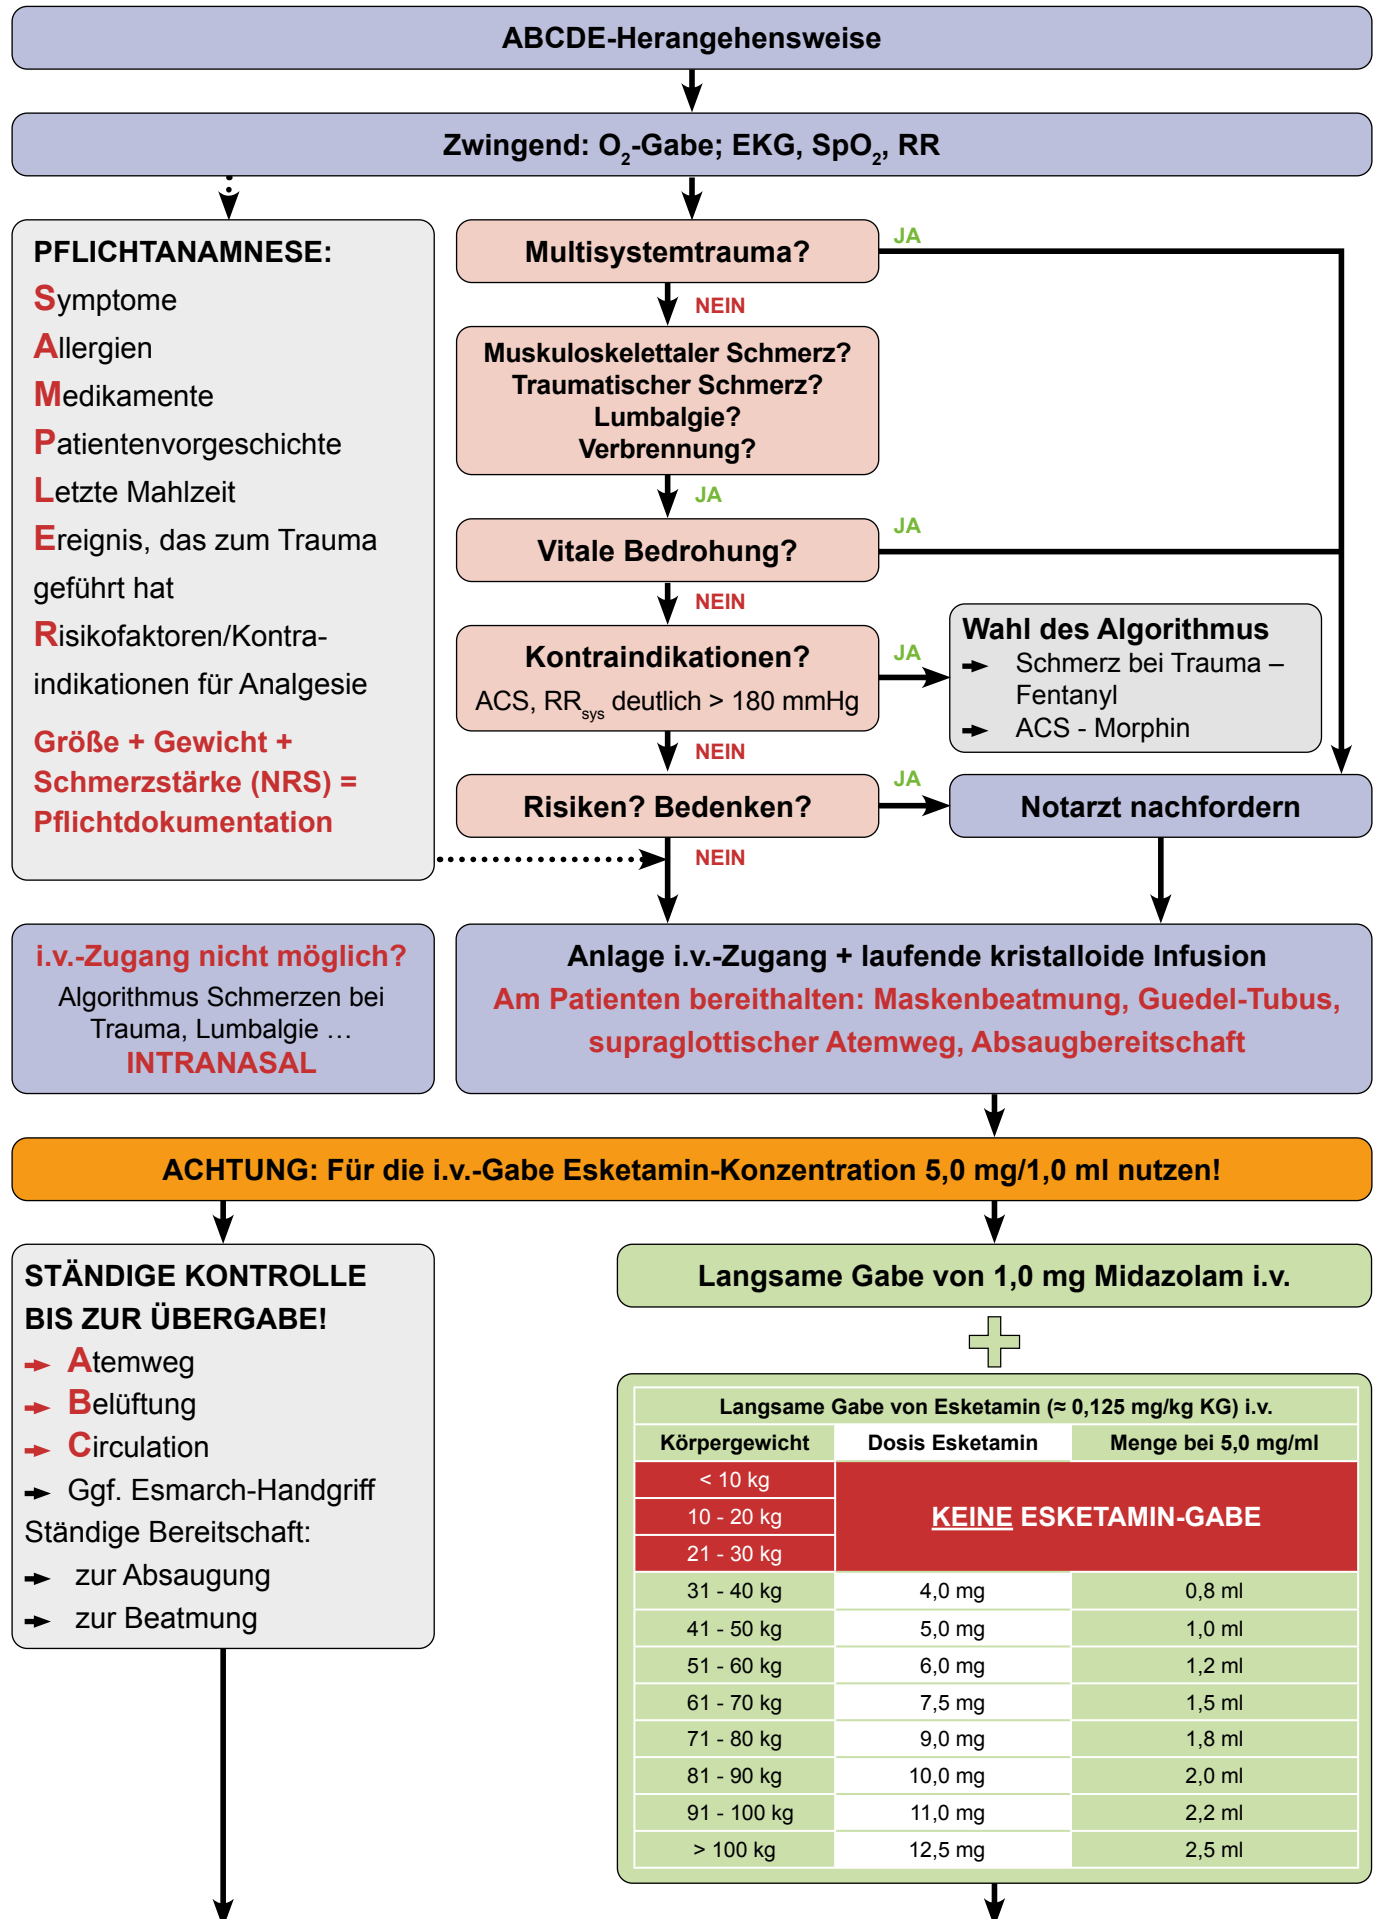 ABCDE-Herangehensweise
Zwingend: O₂-Gabe; EKG, SpO₂, RR
PFLICHTANAMNESE:
Symptome
Allergien
Medikamente
Patientenvorgeschichte
Letzte Mahlzeit
Ereignis, das zum Trauma
geführt hat
Risikofaktoren/Kontra-
indikationen für Analgesie
Größe + Gewicht +
Schmerzstärke (NRS) =
Pflichtdokumentation
Multisystemtrauma?
JA
NEIN
Muskuloskelettaler Schmerz?
Traumatischer Schmerz?
Lumbalgie?
Verbrennung?
JA
Vitale Bedrohung?
JA
NEIN
Kontraindikationen?
ACS, RRsys deutlich > 180 mmHg
JA
Wahl des Algorithmus
➔ Schmerz bei Trauma –
Fentanyl
➔ ACS - Morphin
NEIN
Risiken? Bedenken?
JA
Notarzt nachfordern
NEIN
i.v.-Zugang nicht möglich?
Algorithmus Schmerzen bei
Trauma, Lumbalgie …
INTRANASAL
Anlage i.v.-Zugang + laufende kristalloide Infusion
Am Patienten bereithalten: Maskenbeatmung, Guedel-Tubus,
supraglottischer Atemweg, Absaugbereitschaft
ACHTUNG: Für die i.v.-Gabe Esketamin-Konzentration 5,0 mg/1,0 ml nutzen!
STÄNDIGE KONTROLLE
BIS ZUR ÜBERGABE!
➔ Atemweg
➔ Belüftung
➔ Circulation
➔ Ggf. Esmarch-Handgriff
Ständige Bereitschaft:
➔ zur Absaugung
➔ zur Beatmung
Langsame Gabe von 1,0 mg Midazolam i.v.
Langsame Gabe von Esketamin (≈ 0,125 mg/kg KG) i.v.
Körpergewicht Dosis Esketamin Menge bei 5,0 mg/ml
< 10 kg
10 - 20 kg
21 - 30 kg
KEINE ESKETAMIN-GABE
31 - 40 kg 4,0 mg 0,8 ml
41 - 50 kg 5,0 mg 1,0 ml
51 - 60 kg 6,0 mg 1,2 ml
61 - 70 kg 7,5 mg 1,5 ml
71 - 80 kg 9,0 mg 1,8 ml
81 - 90 kg 10,0 mg 2,0 ml
91 - 100 kg 11,0 mg 2,2 ml
> 100 kg 12,5 mg 2,5 ml